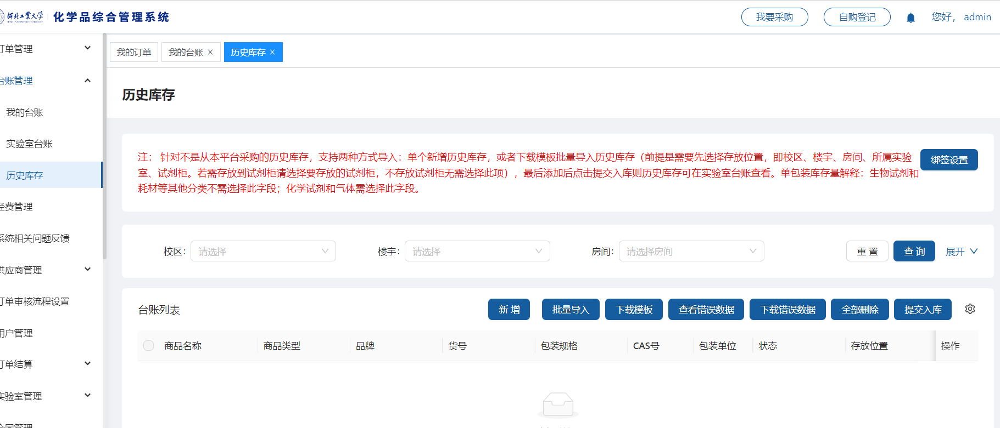 河北工业大学 化学品综合管理系统
我要采购
自购登记
您好， admin
订单管理
台账管理
我的台账
实验室台账
历史库存
经费管理
系统相关问题反馈
供应商管理
订单审核流程设置
用户管理
订单结算
实验室管理
合同管理
我的订单
我的台账 ×
历史库存 ×
历史库存
注： 针对不是从本平台采购的历史库存，支持两种方式导入：单个新增历史库存，或者下载模板批量导入历史库存（前提是需要先选择存放位置，即校区、楼宇、房间、所属实验
室、试剂柜。若需存放到试剂柜请选择要存放的试剂柜，不存放试剂柜无需选择此项），最后添加后点击提交入库则历史库存可在实验室台账查看。单包装库存量解释：生物试剂和
耗材等其他分类不需选择此字段；化学试剂和气体需选择此字段。
绑签设置
校区： 请选择
楼宇： 请选择
房间： 请选择房间
重 置
查 询
展开
台账列表
新 增
批量导入
下载模板
查看错误数据
下载错误数据
全部删除
提交入库
商品名称 商品类型 品牌 货号 包装规格 CAS号 包装单位 状态 存放位置 操作